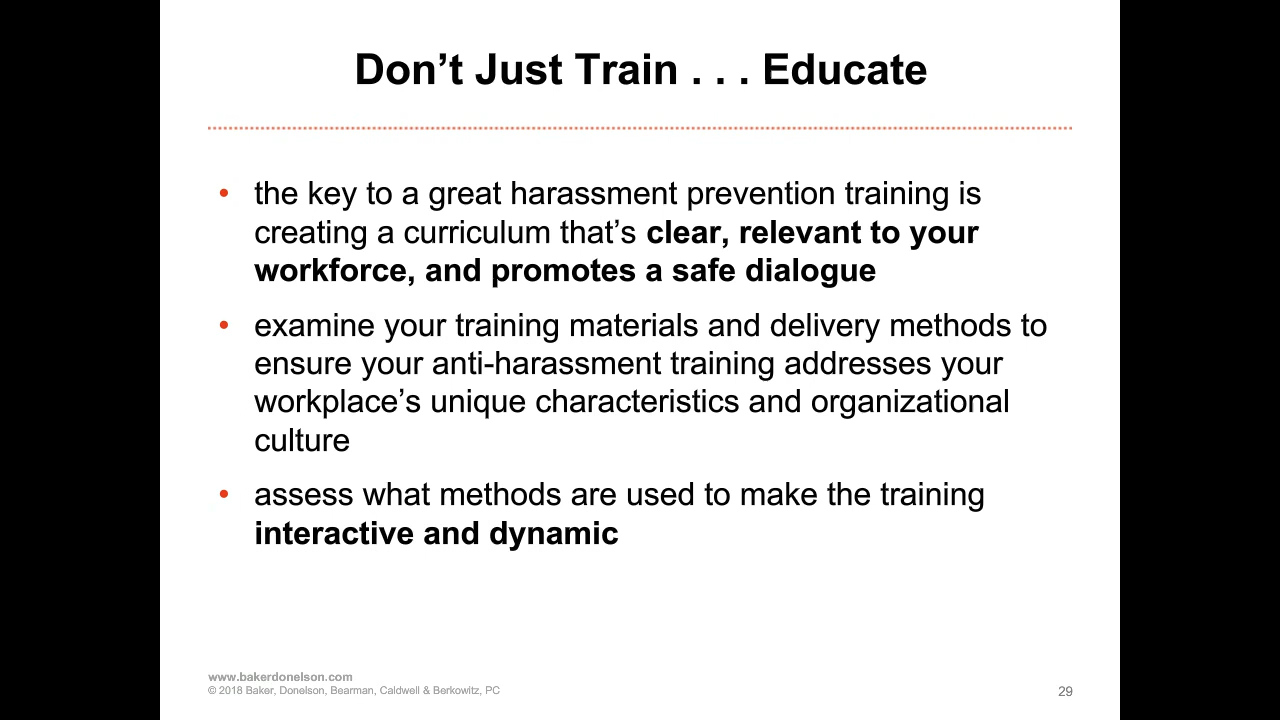 Don’t Just Train . . . Educate
• the key to a great harassment prevention training is
creating a curriculum that’s clear, relevant to your
workforce, and promotes a safe dialogue
• examine your training materials and delivery methods to
ensure your anti-harassment training addresses your
workplace’s unique characteristics and organizational
culture
• assess what methods are used to make the training
interactive and dynamic
www.bakerdonelson.com
© 2018 Baker, Donelson, Bearman, Caldwell & Berkowitz, PC
29